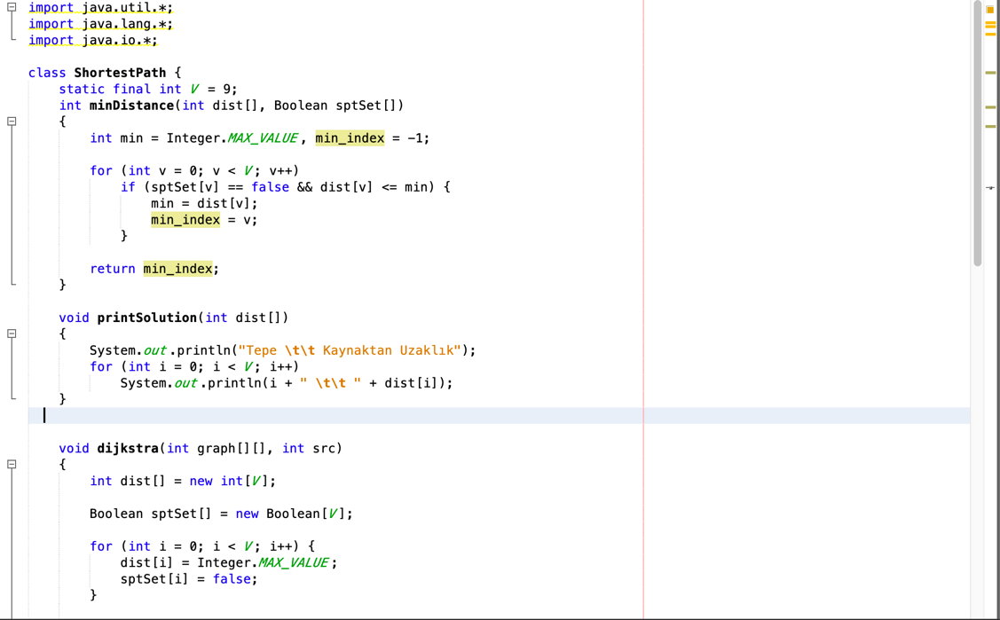 import java.util.*;
import java.lang.*;
import java.io.*;
class ShortestPath {
static final int V = 9;
int minDistance(int dist[], Boolean sptSet[])
{
int min = Integer.MAX_VALUE, min_index = -1;
for (int v = 0; v < V; v++)
if (sptSet[v] == false && dist[v] <= min) {
min = dist[v];
min_index = v;
}
return min_index;
}
void printSolution(int dist[])
{
System.out.println("Tepe \t\t Kaynaktan Uzaklık");
for (int i = 0; i < V; i++)
System.out.println(i + " \t\t " + dist[i]);
}
void dijkstra(int graph[][], int src)
{
int dist[] = new int[V];
Boolean sptSet[] = new Boolean[V];
for (int i = 0; i < V; i++) {
dist[i] = Integer.MAX_VALUE;
sptSet[i] = false;
}